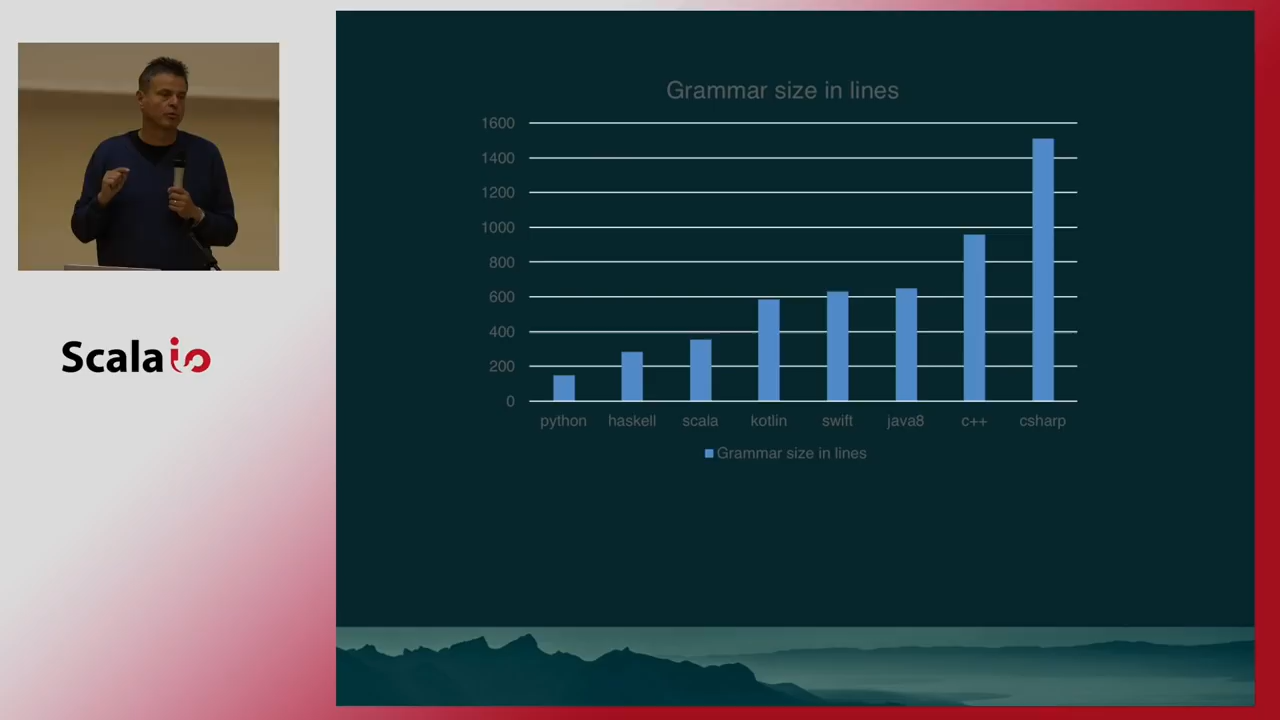 Scala io
Grammar size in lines
1600
1400
1200
1000
800
600
400
200
0
python haskell scala kotlin swift java8 c++ csharp
Grammar size in lines